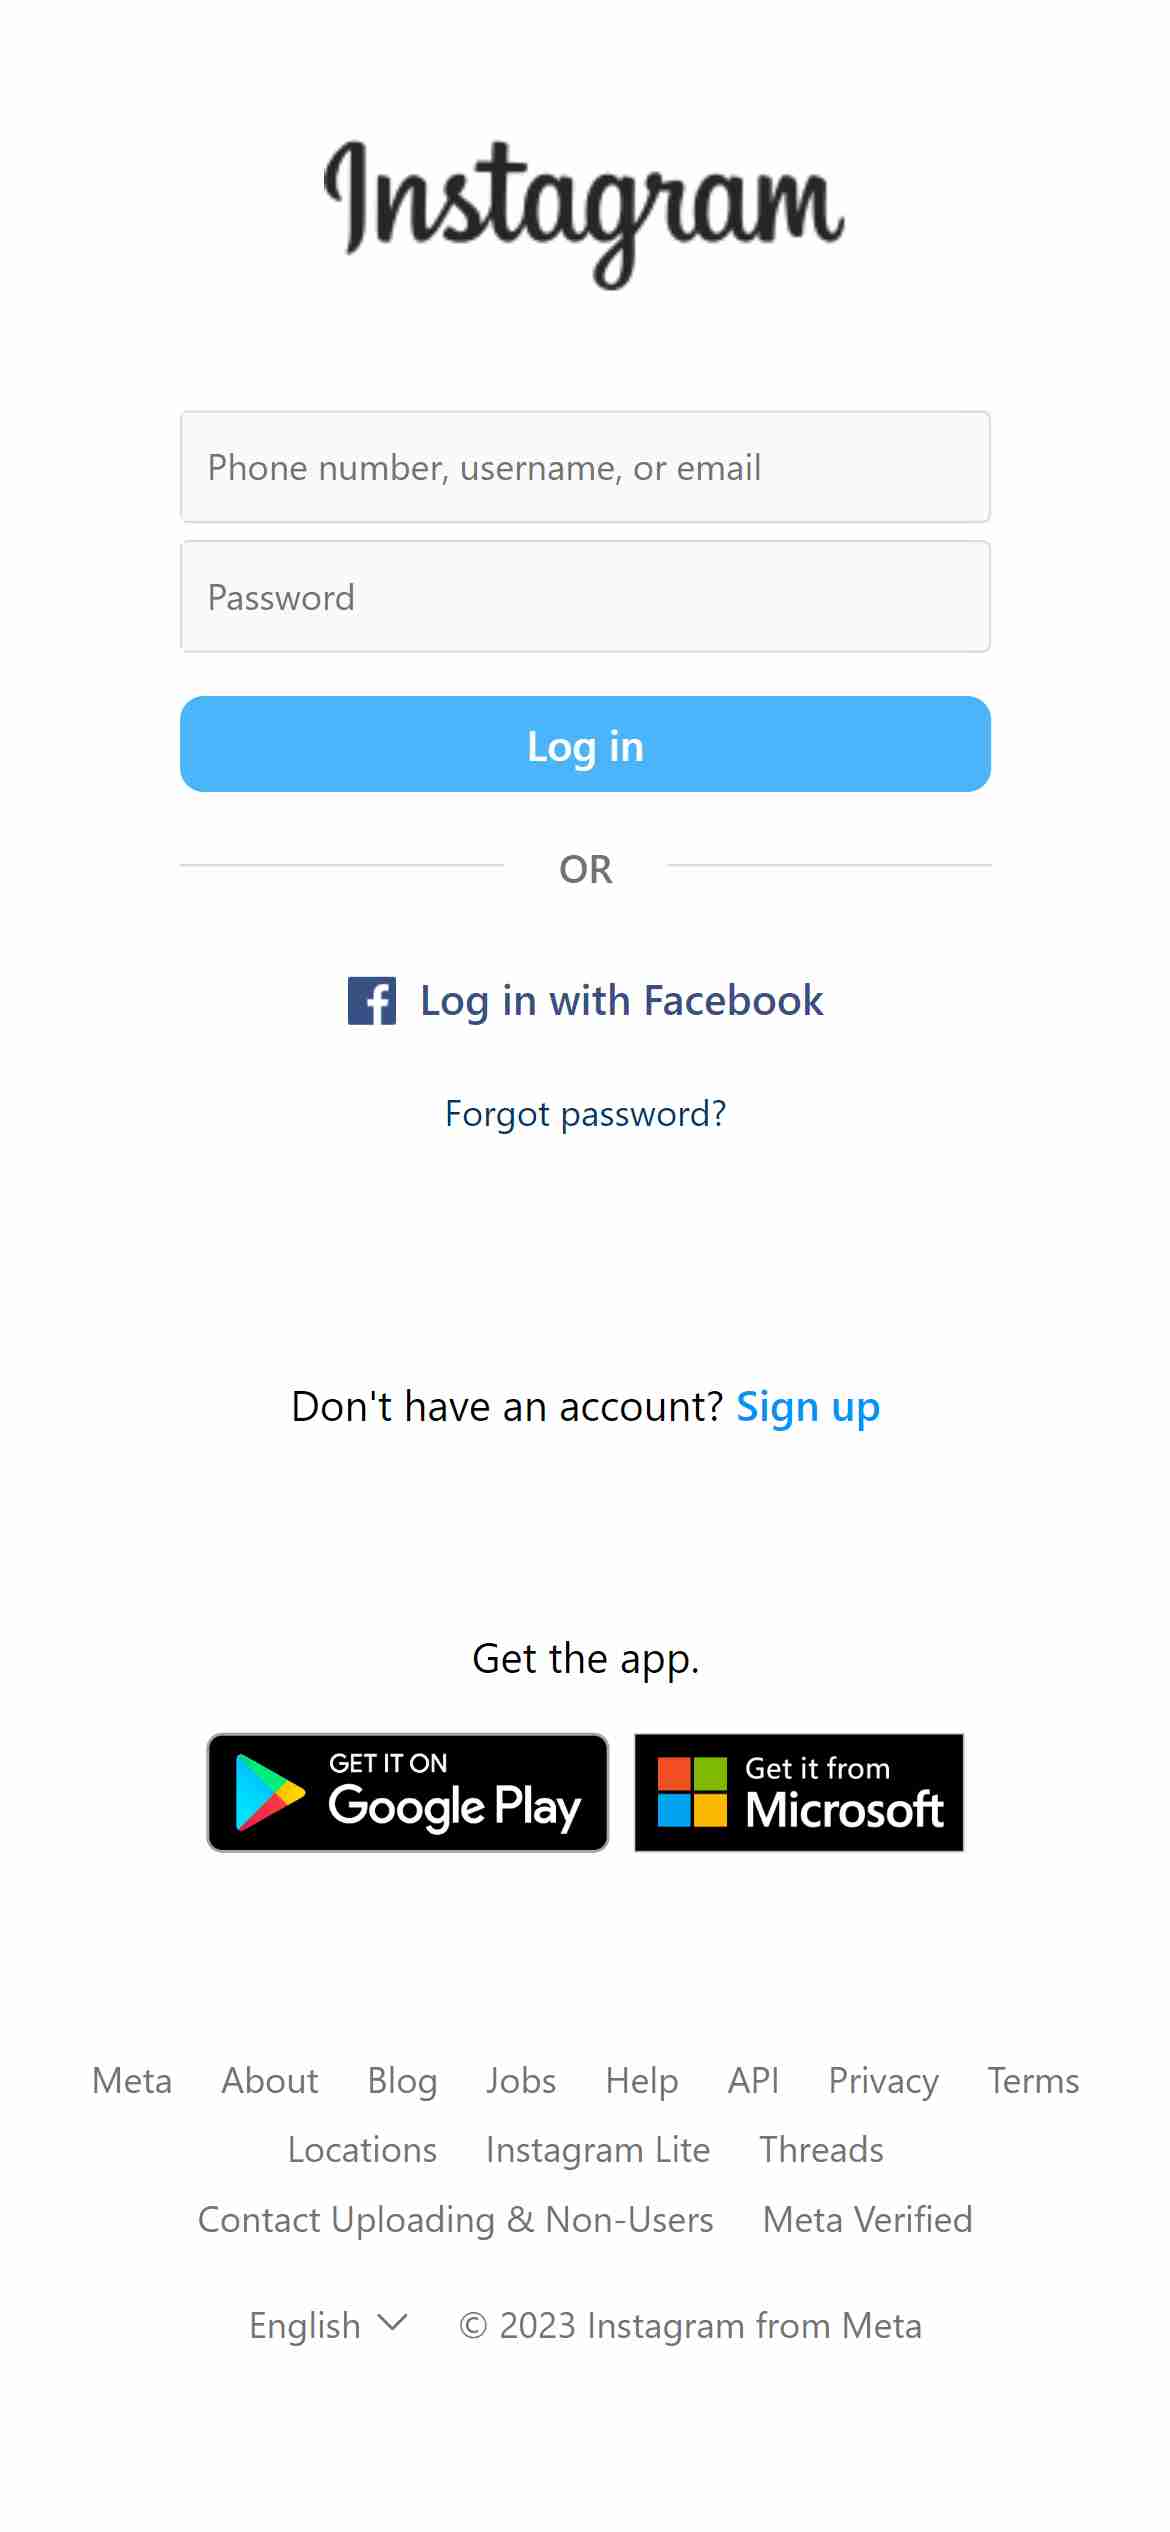 Instagram
Phone number, username, or email
Password
Log in
OR
Log in with Facebook
Forgot password?
Don't have an account? Sign up
Get the app.
GET IT ON
Google Play
Get it from
Microsoft
Meta About Blog Jobs Help API Privacy Terms
Locations Instagram Lite Threads
Contact Uploading & Non-Users Meta Verified
English © 2023 Instagram from Meta